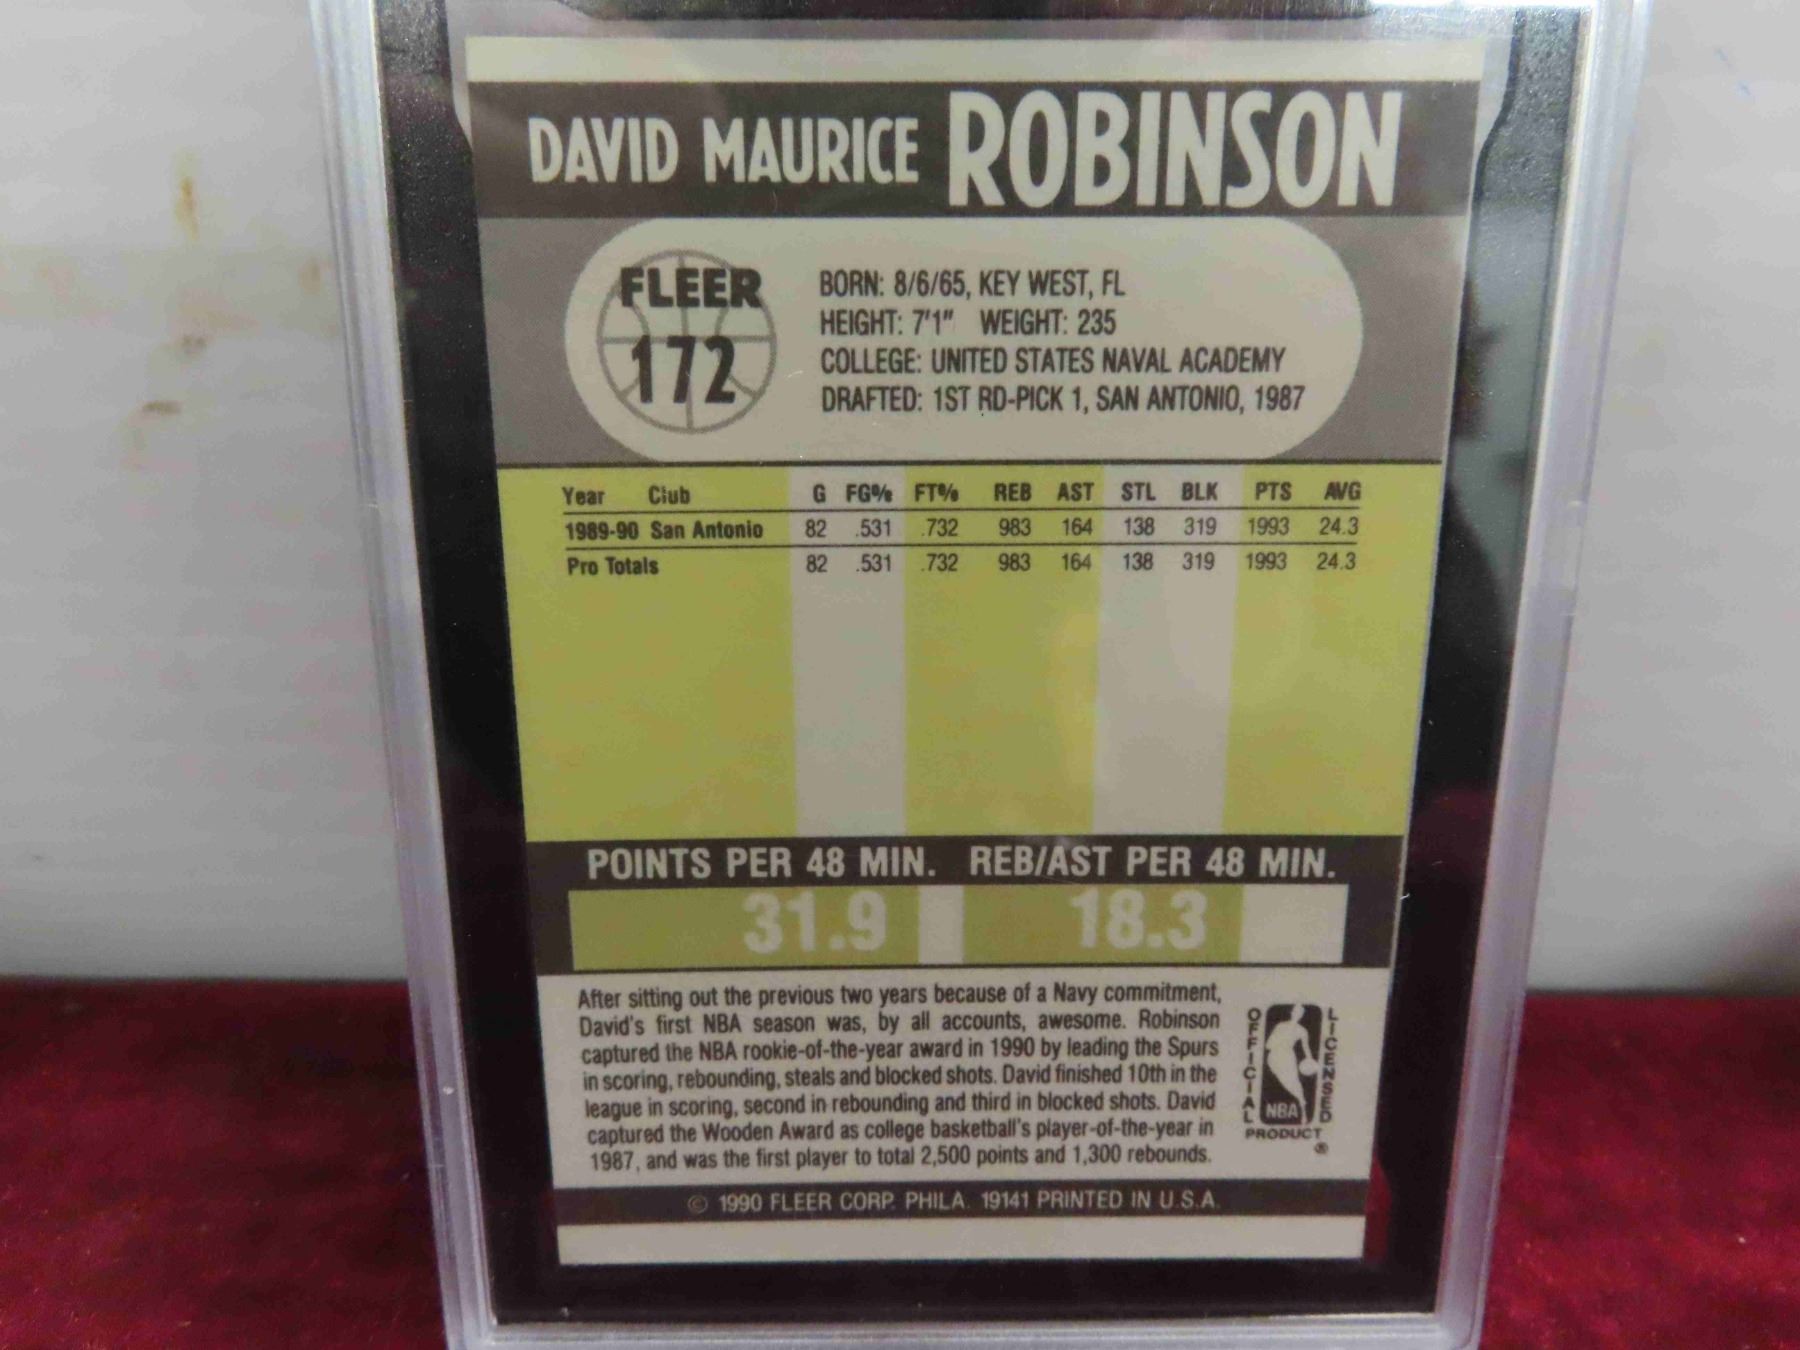 DAVID MAURICE ROBINSON
FLEER
172
BORN: 8/6/65, KEY WEST, FL
HEIGHT: 7'1" WEIGHT: 235
COLLEGE: UNITED STATES NAVAL ACADEMY
DRAFTED: 1ST RD-PICK 1, SAN ANTONIO, 1987
Year Club G FG% FT% REB AST STL BLK PTS AVG
1989-90 San Antonio 82 .531 .732 983 164 138 319 1993 24.3
Pro Totals 82 .531 .732 983 164 138 319 1993 24.3
POINTS PER 48 MIN. REB/AST PER 48 MIN.
31.9 18.3
After sitting out the previous two years because of a Navy commitment,
David's first NBA season was, by all accounts, awesome. Robinson
captured the NBA rookie-of-the-year award in 1990 by leading the Spurs
in scoring, rebounding, steals and blocked shots. David finished 10th in the
league in scoring, second in rebounding and third in blocked shots. David
captured the Wooden Award as college basketball's player-of-the-year in
1987, and was the first player to total 2,500 points and 1,300 rebounds.
OFFICIAL
LICENSED
NBA
PRODUCT
®
© 1990 FLEER CORP. PHILA. 19141 PRINTED IN U.S.A.